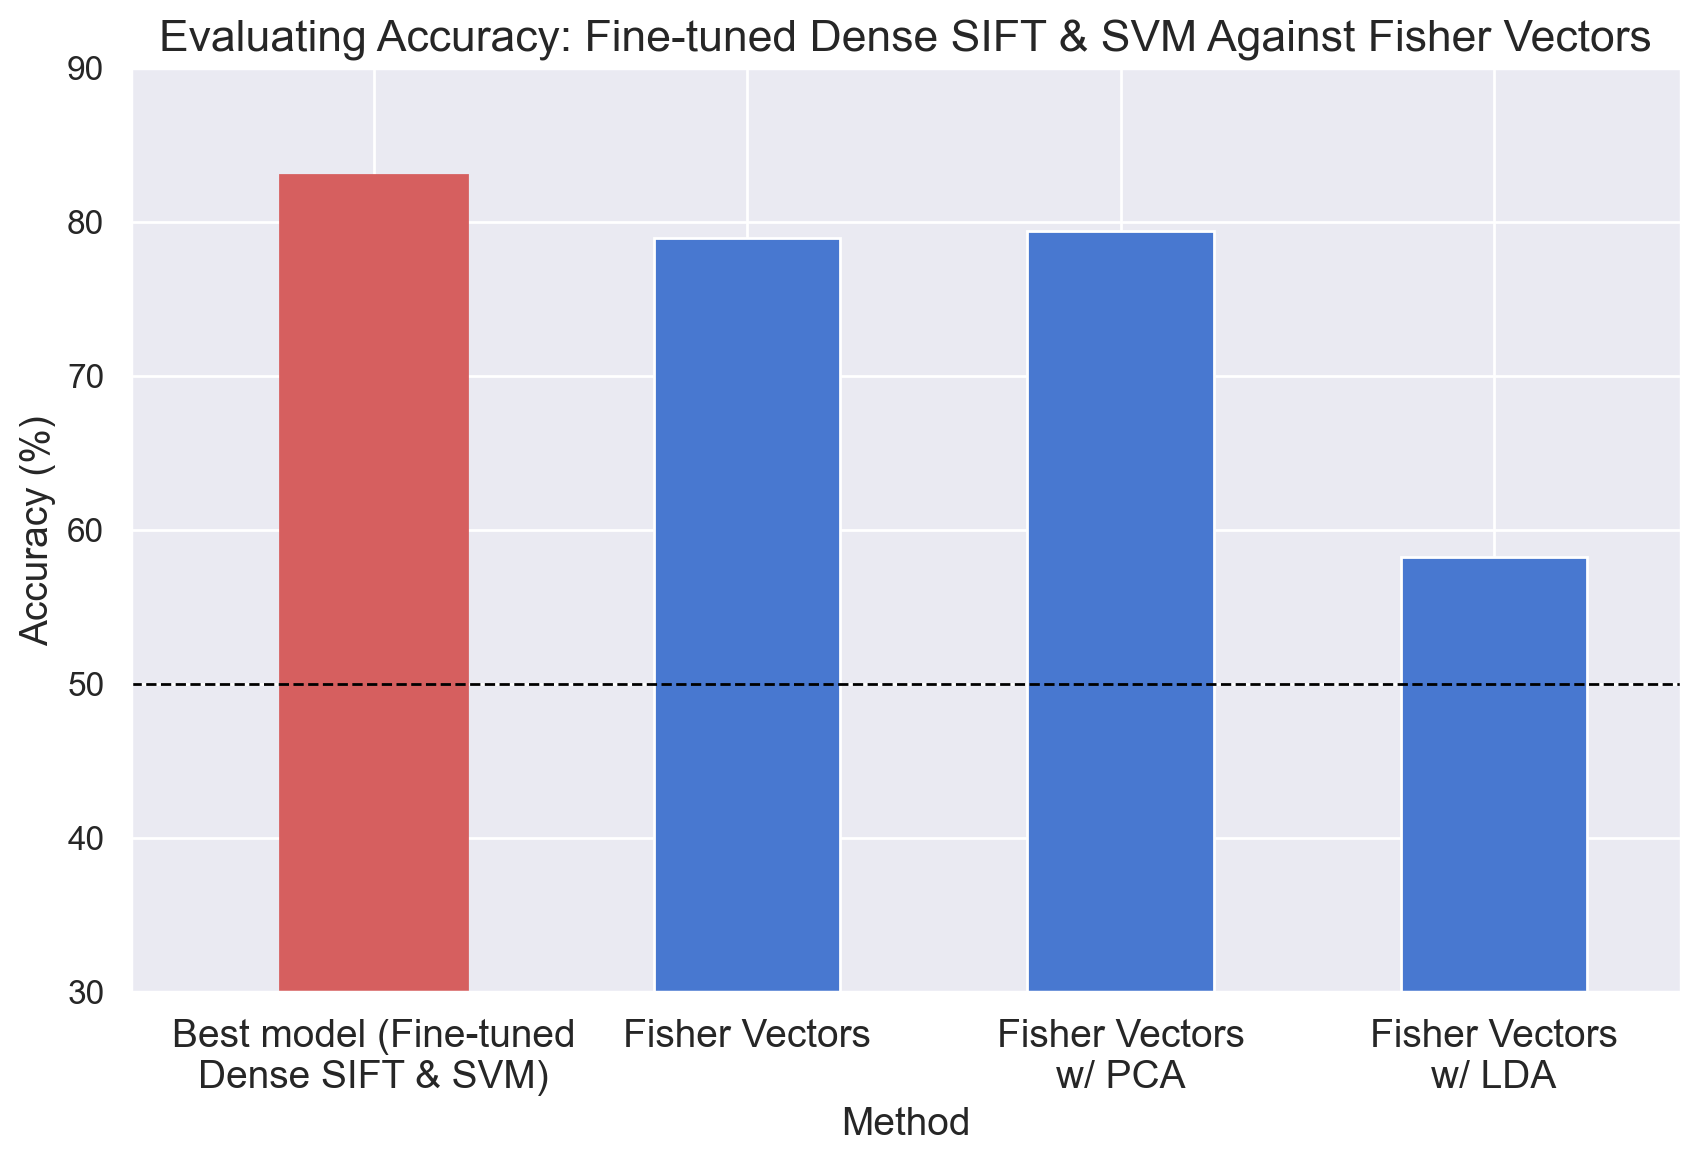 Evaluating Accuracy: Fine-tuned Dense SIFT & SVM Against Fisher Vectors
90
80
70
60
50
40
30
Accuracy (%)
Best model (Fine-tuned
Dense SIFT & SVM)
Fisher Vectors
Fisher Vectors
w/ PCA
Fisher Vectors
w/ LDA
Method